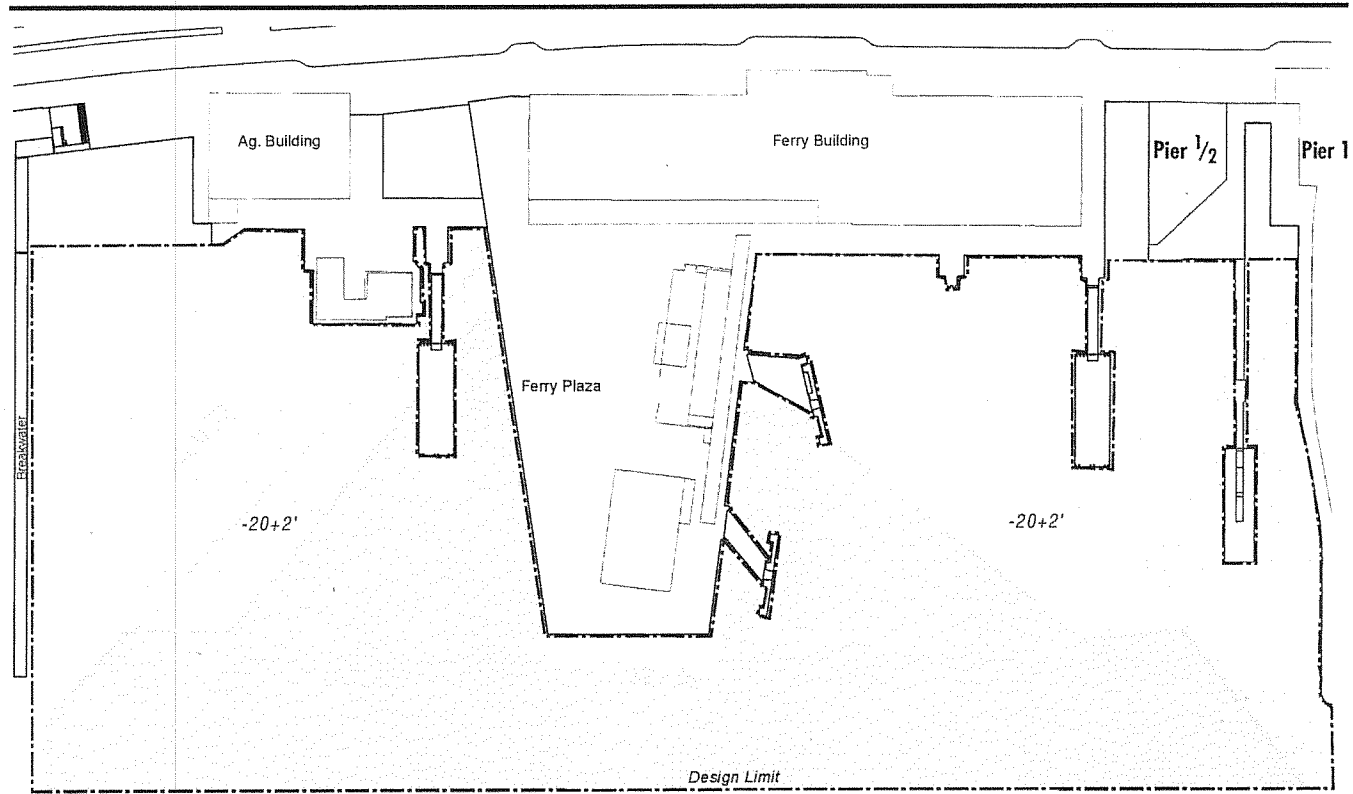 Ag. Building
Ferry Building
Pier 1/2
Pier 1
Ferry Plaza
Breakwater
-20+2'
-20+2'
Design Limit